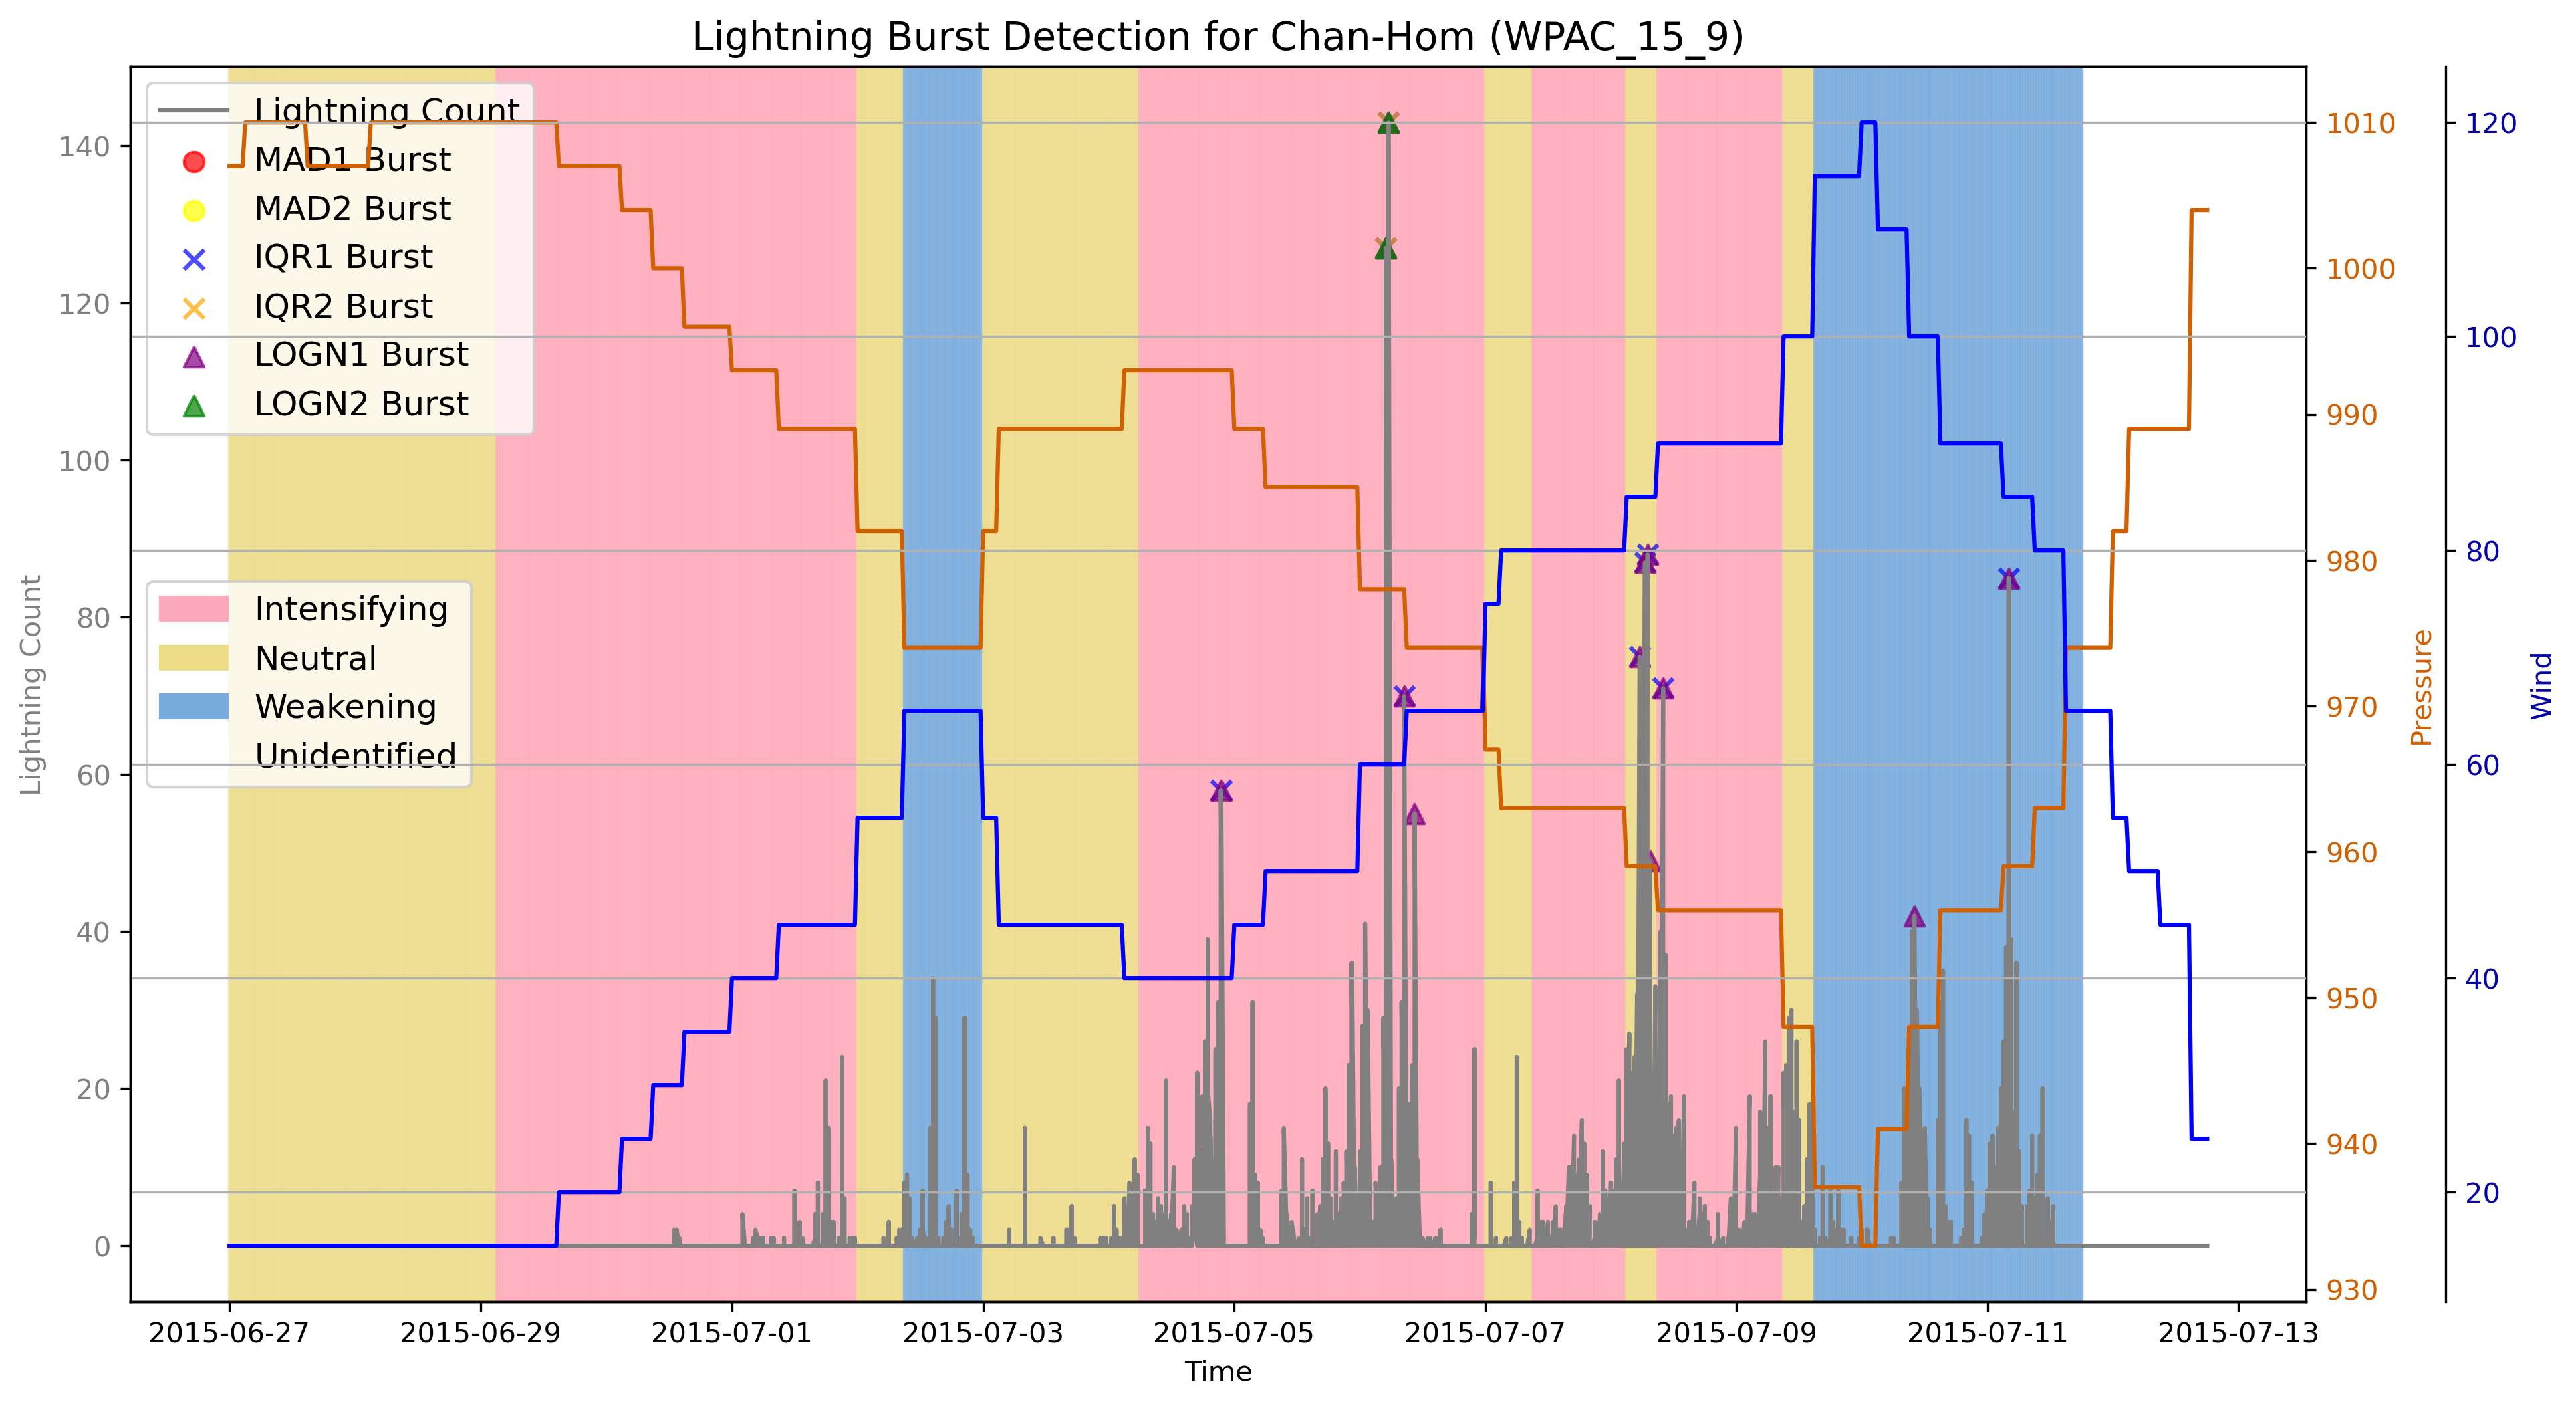 Lightning Burst Detection for Chan-Hom (WPAC_15_9)
Lightning Count
MAD1 Burst
MAD2 Burst
IQR1 Burst
IQR2 Burst
LOGN1 Burst
LOGN2 Burst
Intensifying
Neutral
Weakening
Unidentified
Lightning Count
140
120
100
80
60
40
20
0
1010
1000
990
980
970
960
950
940
930
Pressure
120
100
80
60
40
20
Wind
2015-06-27
2015-06-29
2015-07-01
2015-07-03
2015-07-05
2015-07-07
2015-07-09
2015-07-11
2015-07-13
Time